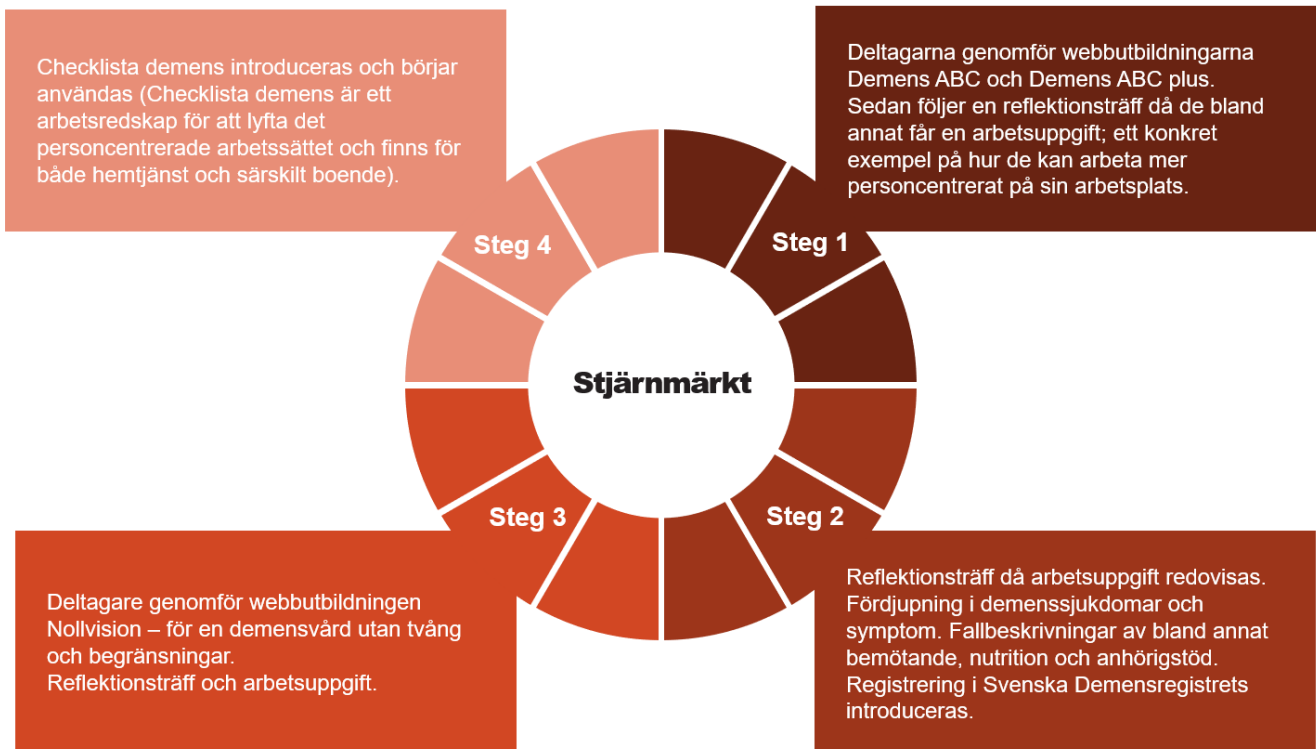 Checklista demens introduceras och börjar
användas (Checklista demens är ett
arbetsredskap för att lyfta det
personcentrerade arbetssättet och finns för
både hemtjänst och särskilt boende).
Steg 4
Deltagarna genomför webbutbildningarna
Demens ABC och Demens ABC plus.
Sedan följer en reflektionsträff då de bland
annat får en arbetsuppgift; ett konkret
exempel på hur de kan arbeta mer
personcentrerat på sin arbetsplats.
Steg 1
Stjärnmärkt
Steg 3
Deltagare genomför webbutbildningen
Nollvision – för en demensvård utan tvång
och begränsningar.
Reflektionsträff och arbetsuppgift.
Steg 2
Reflektionsträff då arbetsuppgift redovisas.
Fördjupning i demenssjukdomar och
symptom. Fallbeskrivningar av bland annat
bemötande, nutrition och anhörigstöd.
Registrering i Svenska Demensregistrets
introduceras.